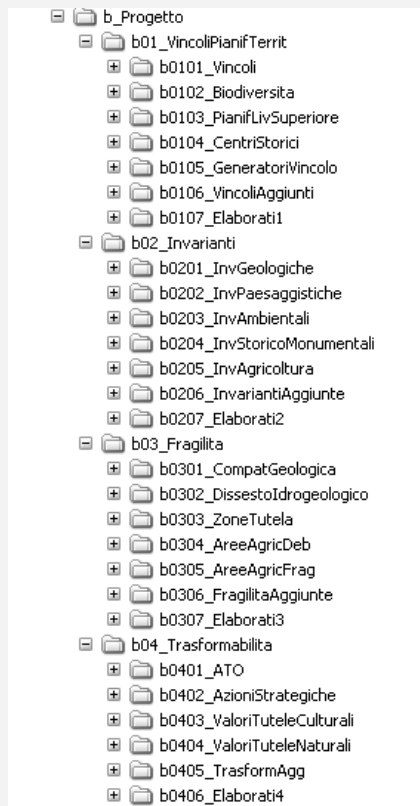 b_Progetto
b01_VincoliPianifTerrit
b0101_Vincoli
b0102_Biodiversita
b0103_PianifLivSuperiore
b0104_CentriStorici
b0105_GeneratoriVincolo
b0106_VincoliAggiunti
b0107_Elaborati1
b02_Invarianti
b0201_InvGeologiche
b0202_InvPaesaggistiche
b0203_InvAmbientali
b0204_InvStoricoMonumentali
b0205_InvAgricoltura
b0206_InvariantiAggiunte
b0207_Elaborati2
b03_Fragilita
b0301_CompatGeologica
b0302_DissestoIdrogeologico
b0303_ZoneTutela
b0304_AreeAgricDeb
b0305_AreeAgricFrag
b0306_FragilitaAggiunte
b0307_Elaborati3
b04_Trasformabilita
b0401_ATO
b0402_AzioniStrategiche
b0403_ValoriTuteleCulturali
b0404_ValoriTuteleNaturali
b0405_TrasformAgg
b0406_Elaborati4